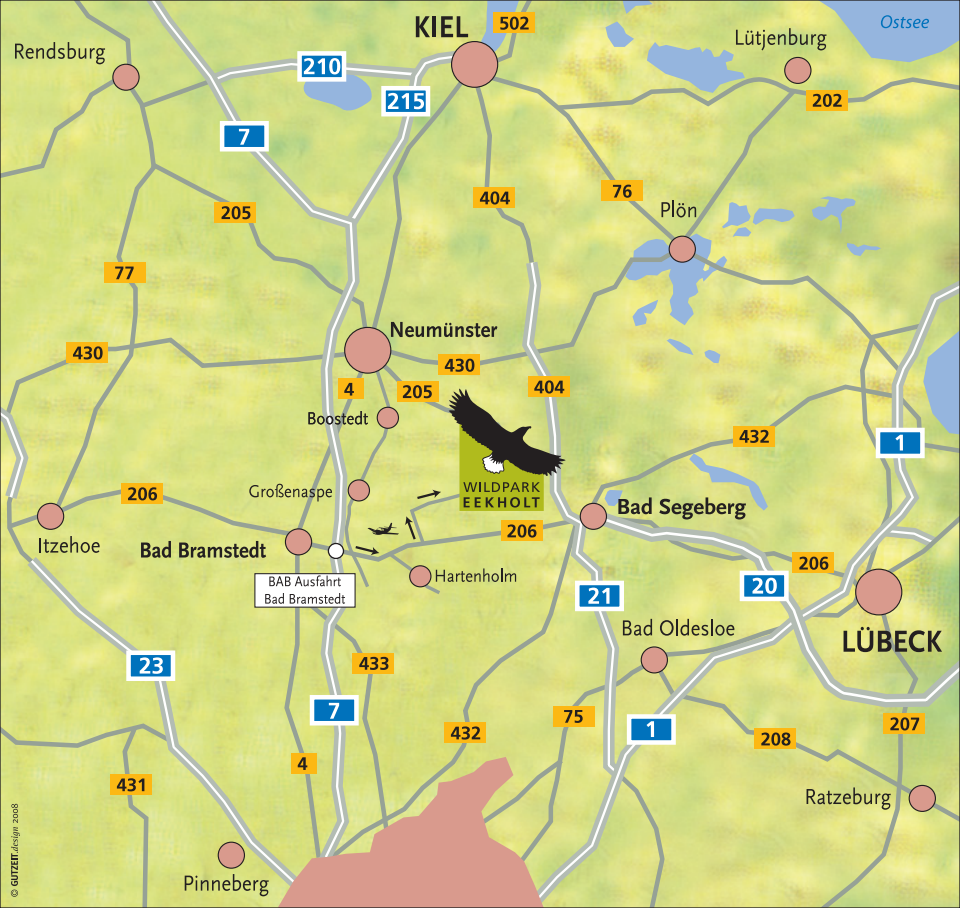 Ostsee
502
KIEL
Lütjenburg
Rendsburg
210
215
202
7
76
404
205
Plön
77
Neumünster
430
430
4
205
404
Boostedt
432
1
WILDPARK
EEKHOLT
Großenaspe
206
Bad Segeberg
Itzehoe
Bad Bramstedt
206
206
BAB Ausfahrt
Bad Bramstedt
Hartenholm
21
20
LÜBECK
Bad Oldesloe
23
433
7
432
75
1
207
208
4
431
Ratzeburg
Pinneberg
© GUTZEIT.design 2008